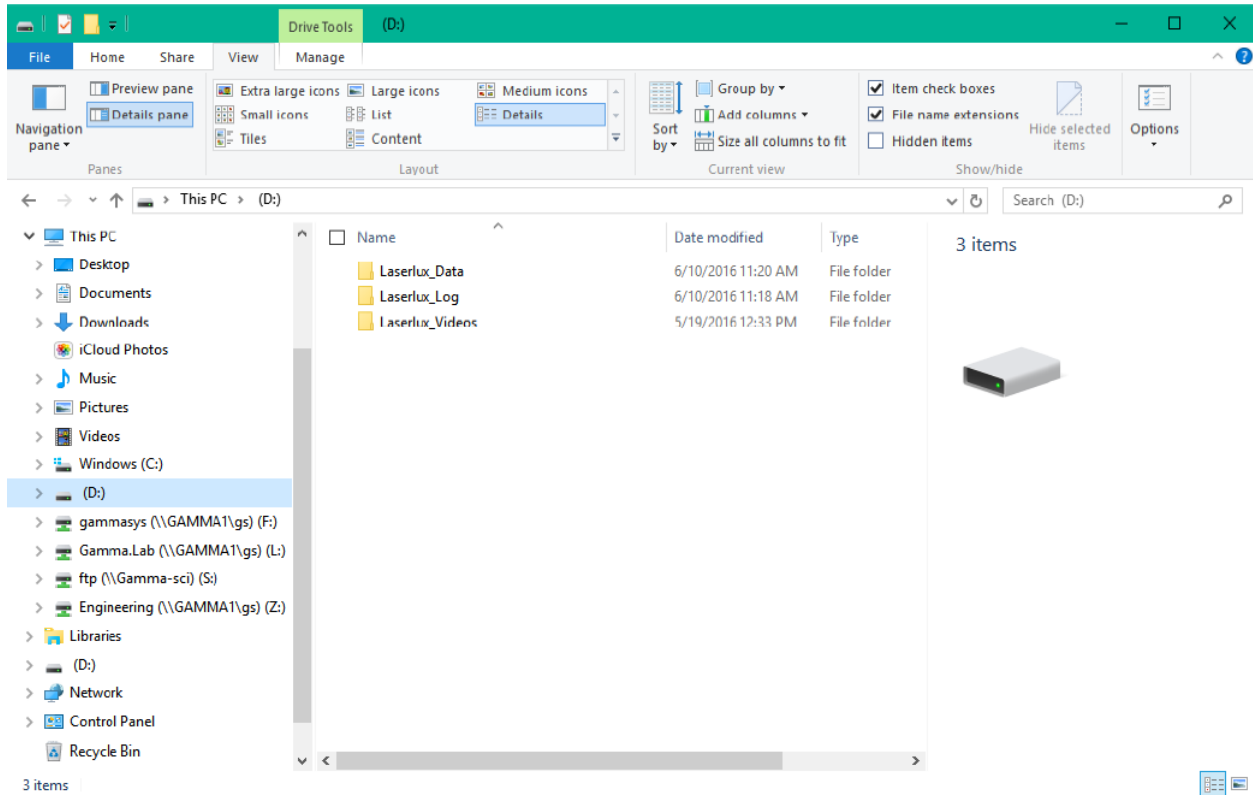 Drive Tools (D:)
File Home Share View Manage
Navigation pane
Preview pane
Details pane
Panes
Extra large icons Large icons Medium icons
Small icons List Details
Tiles Content
Layout
Sort by
Group by
Add columns
Size all columns to fit
Current view
Item check boxes
File name extensions
Hidden items
Hide selected items
Show/hide
Options
This PC > (D:)
Search (D:)
This PC
Desktop
Documents
Downloads
iCloud Photos
Music
Pictures
Videos
Windows (C:)
(D:)
gammasys (\\GAMMA1\gs) (F:)
Gamma.Lab (\\GAMMA1\gs) (L:)
ftp (\\Gamma-sci) (S:)
Engineering (\\GAMMA1\gs) (Z:)
Libraries
(D:)
Network
Control Panel
Recycle Bin
Name Date modified Type
Laserlux_Data 6/10/2016 11:20 AM File folder
Laserlux_Log 6/10/2016 11:18 AM File folder
Laserlux_Videos 5/19/2016 12:33 PM File folder
3 items
3 items